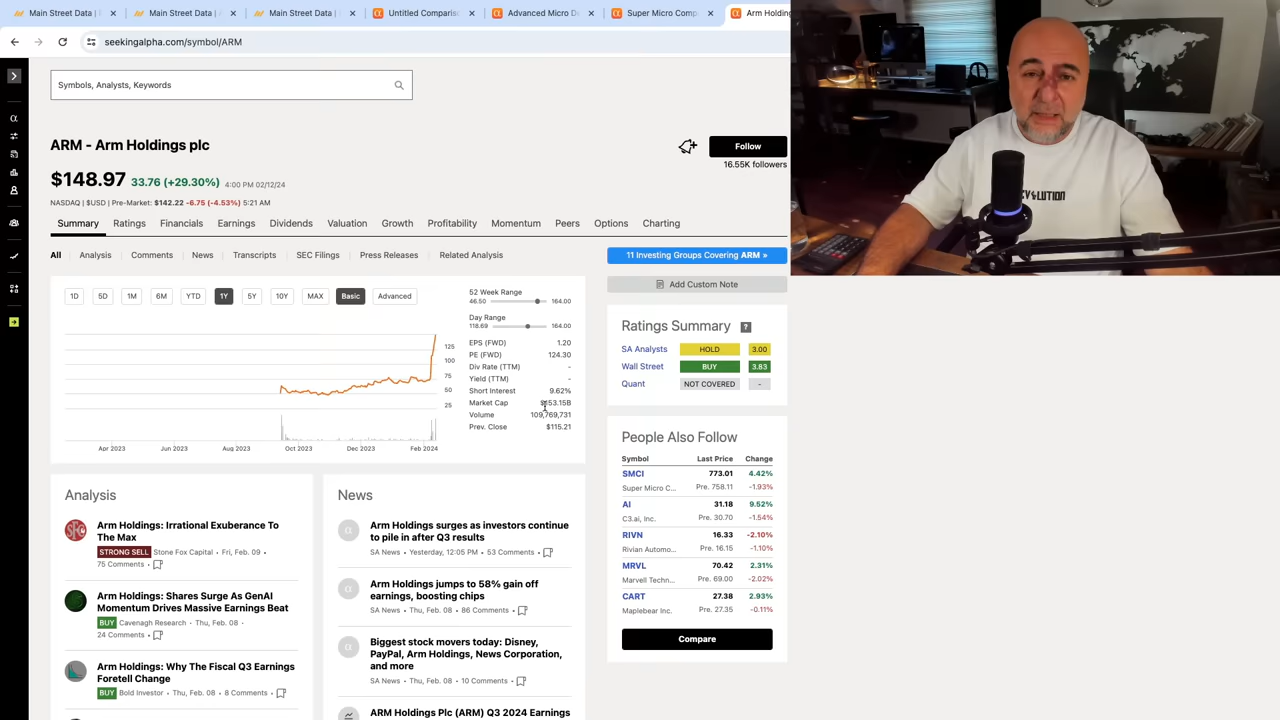 Main Street Data |
Main Street Data |
Main Street Data |
Untitled Comparis
Advanced Micro De
Super Micro Comp
Arm Holding
seekingalpha.com/symbol/ARM
Symbols, Analysts, Keywords
ARM - Arm Holdings plc
Follow
16.55K followers
$148.97 33.76 (+29.30%) 4:00 PM 02/12/24
NASDAQ | $USD | Pre-Market: $142.22 -6.75 (-4.53%) 5:21 AM
Summary Ratings Financials Earnings Dividends Valuation Growth Profitability Momentum Peers Options Charting
All Analysis Comments News Transcripts SEC Filings Press Releases Related Analysis
11 Investing Groups Covering ARM »
Add Custom Note
1D 5D 1M 6M YTD 1Y 5Y 10Y MAX Basic Advanced
125
100
75
50
25
Apr 2023 Jun 2023 Aug 2023 Oct 2023 Dec 2023 Feb 2024
52 Week Range
46.50 164.00
Day Range
118.69 164.00
EPS (FWD) 1.20
PE (FWD) 124.30
Div Rate (TTM) -
Yield (TTM) -
Short Interest 9.62%
Market Cap $153.15B
Volume 109,769,731
Prev. Close $115.21
Ratings Summary ?
SA Analysts HOLD 3.00
Wall Street BUY 3.83
Quant NOT COVERED -
People Also Follow
Symbol Last Price Change
SMCI 773.01 4.42%
Super Micro C... Pre. 758.11 -1.93%
AI 31.18 9.52%
C3.ai, Inc. Pre. 30.70 -1.54%
RIVN 16.33 -2.10%
Rivian Automo... Pre. 16.15 -1.10%
MRVL 70.42 2.31%
Marvell Techn... Pre. 69.00 -2.02%
CART 27.38 2.93%
Maplebear Inc. Pre. 27.35 -0.11%
Compare
Analysis
Arm Holdings: Irrational Exuberance To
The Max
STRONG SELL Stone Fox Capital • Fri, Feb. 09 •
75 Comments •
Arm Holdings: Shares Surge As GenAI
Momentum Drives Massive Earnings Beat
BUY Cavenagh Research • Thu, Feb. 08 •
24 Comments •
Arm Holdings: Why The Fiscal Q3 Earnings
Foretell Change
BUY Bold Investor • Thu, Feb. 08 • 8 Comments •
News
Arm Holdings surges as investors continue
to pile in after Q3 results
SA News • Yesterday, 12:05 PM • 53 Comments •
Arm Holdings jumps to 58% gain off
earnings, boosting chips
SA News • Thu, Feb. 08 • 86 Comments •
Biggest stock movers today: Disney,
PayPal, Arm Holdings, News Corporation,
and more
SA News • Thu, Feb. 08 • 10 Comments •
ARM Holdings Plc (ARM) Q3 2024 Earnings